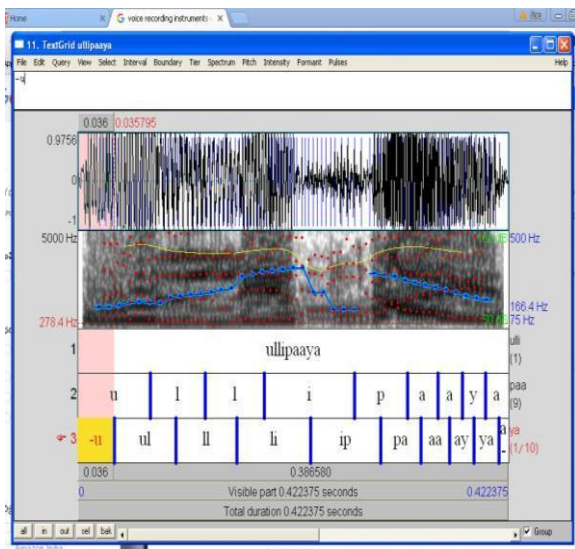 Home
voice recording instruments
11. TextGrid ullipaaya
File Edit Query View Select Interval Boundary Tier Spectrum Pitch Intensity Formant Pulses Help
-u
0.036 0.035795
0.9756
0
-1
5000 Hz 500 Hz
166.4 Hz
278.4 Hz 75 Hz
1 ullipaaya ulli (1)
2 u l l i p a a y a paa (9)
3 -u ul ll li ip pa aa ay ya a- ya (1/10)
0.036 0.386580
0 Visible part 0.422375 seconds 0.422375
Total duration 0.422375 seconds
all in out sel bak Group